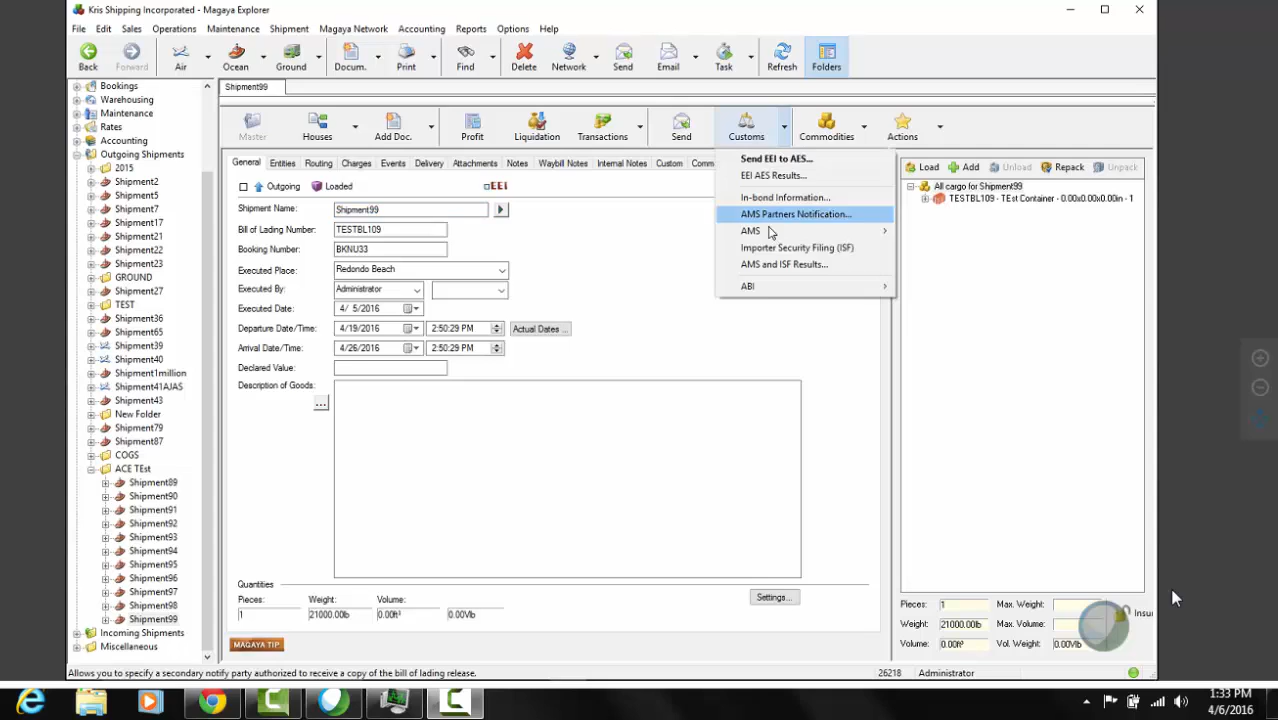 Kris Shipping Incorporated - Magaya Explorer
File Edit Sales Operations Maintenance Shipment Magaya Network Accounting Reports Options Help
Back Forward Air Ocean Ground Docum. Print Find Delete Network Send Email Task Refresh Folders
Bookings
Warehousing
Maintenance
Rates
Accounting
Outgoing Shipments
2015
Shipment2
Shipment5
Shipment7
Shipment17
Shipment21
Shipment22
Shipment23
GROUND
Shipment27
TEST
Shipment36
Shipment65
Shipment39
Shipment40
Shipment1million
Shipment41AJAS
Shipment43
New Folder
Shipment79
Shipment87
COGS
ACE TEst
Shipment89
Shipment90
Shipment91
Shipment92
Shipment93
Shipment94
Shipment95
Shipment96
Shipment97
Shipment98
Shipment99
Incoming Shipments
Miscellaneous
Shipment99
Master Houses Add Doc. Profit Liquidation Transactions Send Customs Commodities Actions
General Entities Routing Charges Events Delivery Attachments Notes Waybill Notes Internal Notes Custom Comm
Outgoing Loaded EEI
Shipment Name: Shipment99
Bill of Lading Number: TESTBL109
Booking Number: BKNU33
Executed Place: Redondo Beach
Executed By: Administrator
Executed Date: 4/ 5/2016
Departure Date/Time: 4/19/2016 2:50:29 PM Actual Dates ...
Arrival Date/Time: 4/26/2016 2:50:29 PM
Declared Value:
Description of Goods:
...
Quantities
Pieces: Weight: Volume:
1 21000.00lb 0.00ft³ 0.00Vlb
Settings...
MAGAYA TIP
Send EEI to AES...
EEI AES Results...
In-bond Information...
AMS Partners Notification...
AMS
Importer Security Filing (ISF)
AMS and ISF Results...
ABI
Load Add Unload Repack Unpack
All cargo for Shipment99
TESTBL109 - TEst Container - 0.00x0.00x0.00in - 1
Pieces: 1 Max. Weight:
Insu
Weight: 21000.00lb Max. Volume:
Volume: 0.00ft³ Vol. Weight: 0.00Vlb
Allows you to specify a secondary notify party authorized to receive a copy of the bill of lading release. 26218 Administrator
1:33 PM
4/6/2016